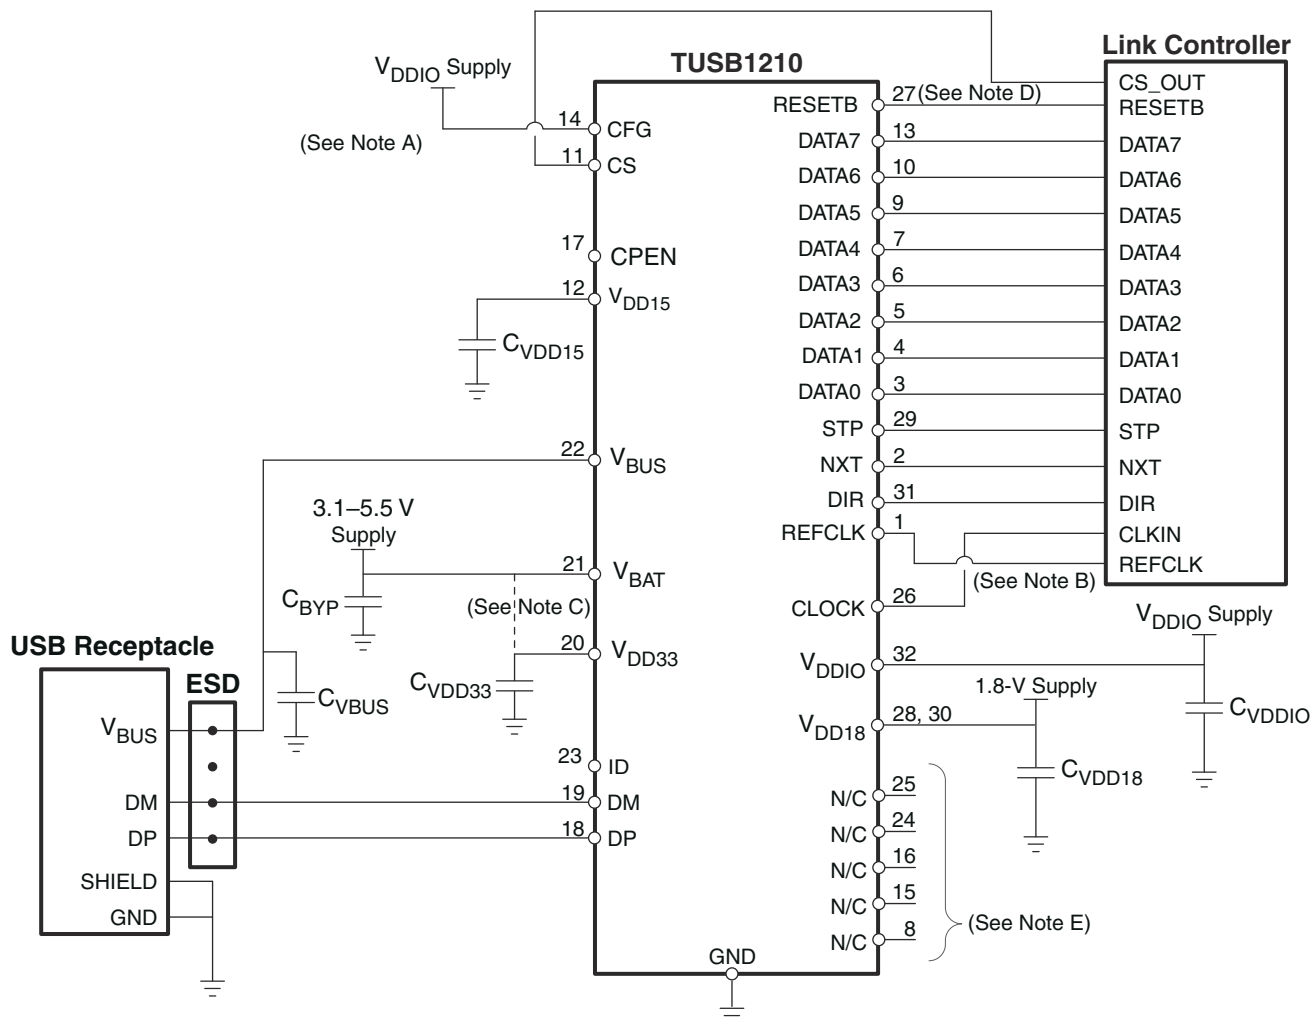 Link Controller
TUSB1210
VDDIO Supply
(See Note A)
14
CFG
11
CS
17
CPEN
12
VDD15
CVDD15
22
VBUS
3.1–5.5 V
Supply
21
VBAT
CBYP
(See Note C)
20
VDD33
CVDD33
USB Receptacle
ESD
CVBUS
VBUS
23
ID
DM
19
DM
DP
18
DP
SHIELD
GND
GND
RESETB
27
(See Note D)
DATA7
13
DATA6
10
DATA5
9
DATA4
7
DATA3
6
DATA2
5
DATA1
4
DATA0
3
STP
29
NXT
2
DIR
31
REFCLK
1
(See Note B)
CLOCK
26
VDDIO
32
VDDIO Supply
CVDDIO
1.8-V Supply
VDD18
28, 30
CVDD18
N/C
25
N/C
24
N/C
16
N/C
15
N/C
8
(See Note E)
CS_OUT
RESETB
DATA7
DATA6
DATA5
DATA4
DATA3
DATA2
DATA1
DATA0
STP
NXT
DIR
CLKIN
REFCLK